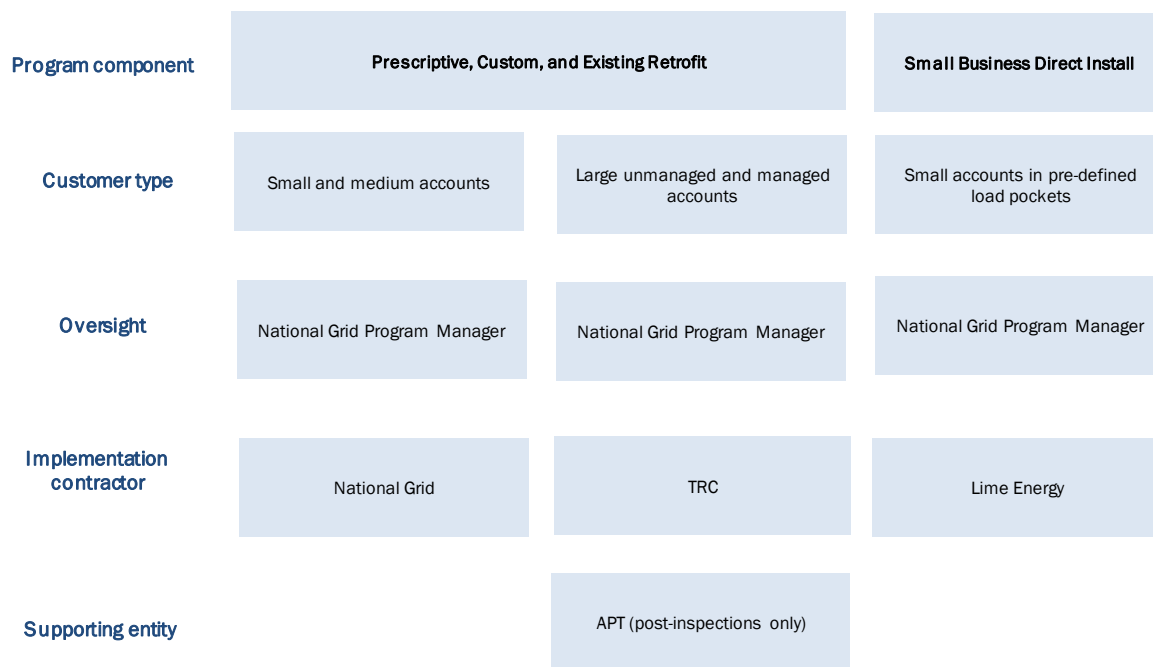 Program component
Prescriptive, Custom, and Existing Retrofit
Small Business Direct Install
Customer type
Small and medium accounts
Large unmanaged and managed
accounts
Small accounts in pre-defined
load pockets
Oversight
National Grid Program Manager
National Grid Program Manager
National Grid Program Manager
Implementation
contractor
National Grid
TRC
Lime Energy
Supporting entity
APT (post-inspections only)